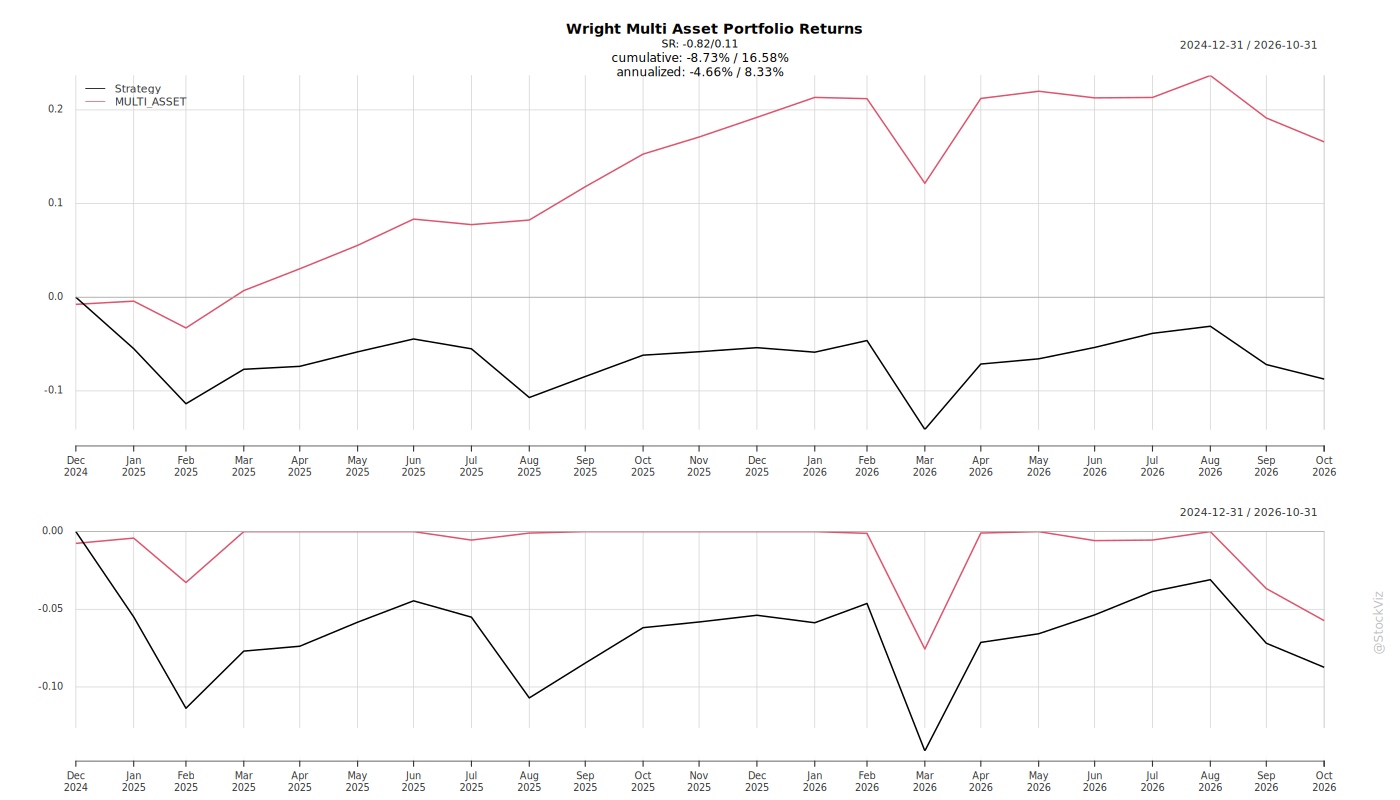 Wright Multi Asset Portfolio Returns
SR: -0.82/0.11
cumulative: -8.73% / 16.58%
annualized: -4.66% / 8.33%
2024-12-31 / 2026-10-31
Strategy
MULTI_ASSET
0.2
0.1
0.0
-0.1
Dec Jan Feb Mar Apr May Jun Jul Aug Sep Oct Nov Dec Jan Feb Mar Apr May Jun Jul Aug Sep Oct
2024 2025 2025 2025 2025 2025 2025 2025 2025 2025 2025 2025 2025 2026 2026 2026 2026 2026 2026 2026 2026 2026 2026
2024-12-31 / 2026-10-31
0.00
-0.05
-0.10
Dec Jan Feb Mar Apr May Jun Jul Aug Sep Oct Nov Dec Jan Feb Mar Apr May Jun Jul Aug Sep Oct
2024 2025 2025 2025 2025 2025 2025 2025 2025 2025 2025 2025 2025 2026 2026 2026 2026 2026 2026 2026 2026 2026 2026
@StockViz